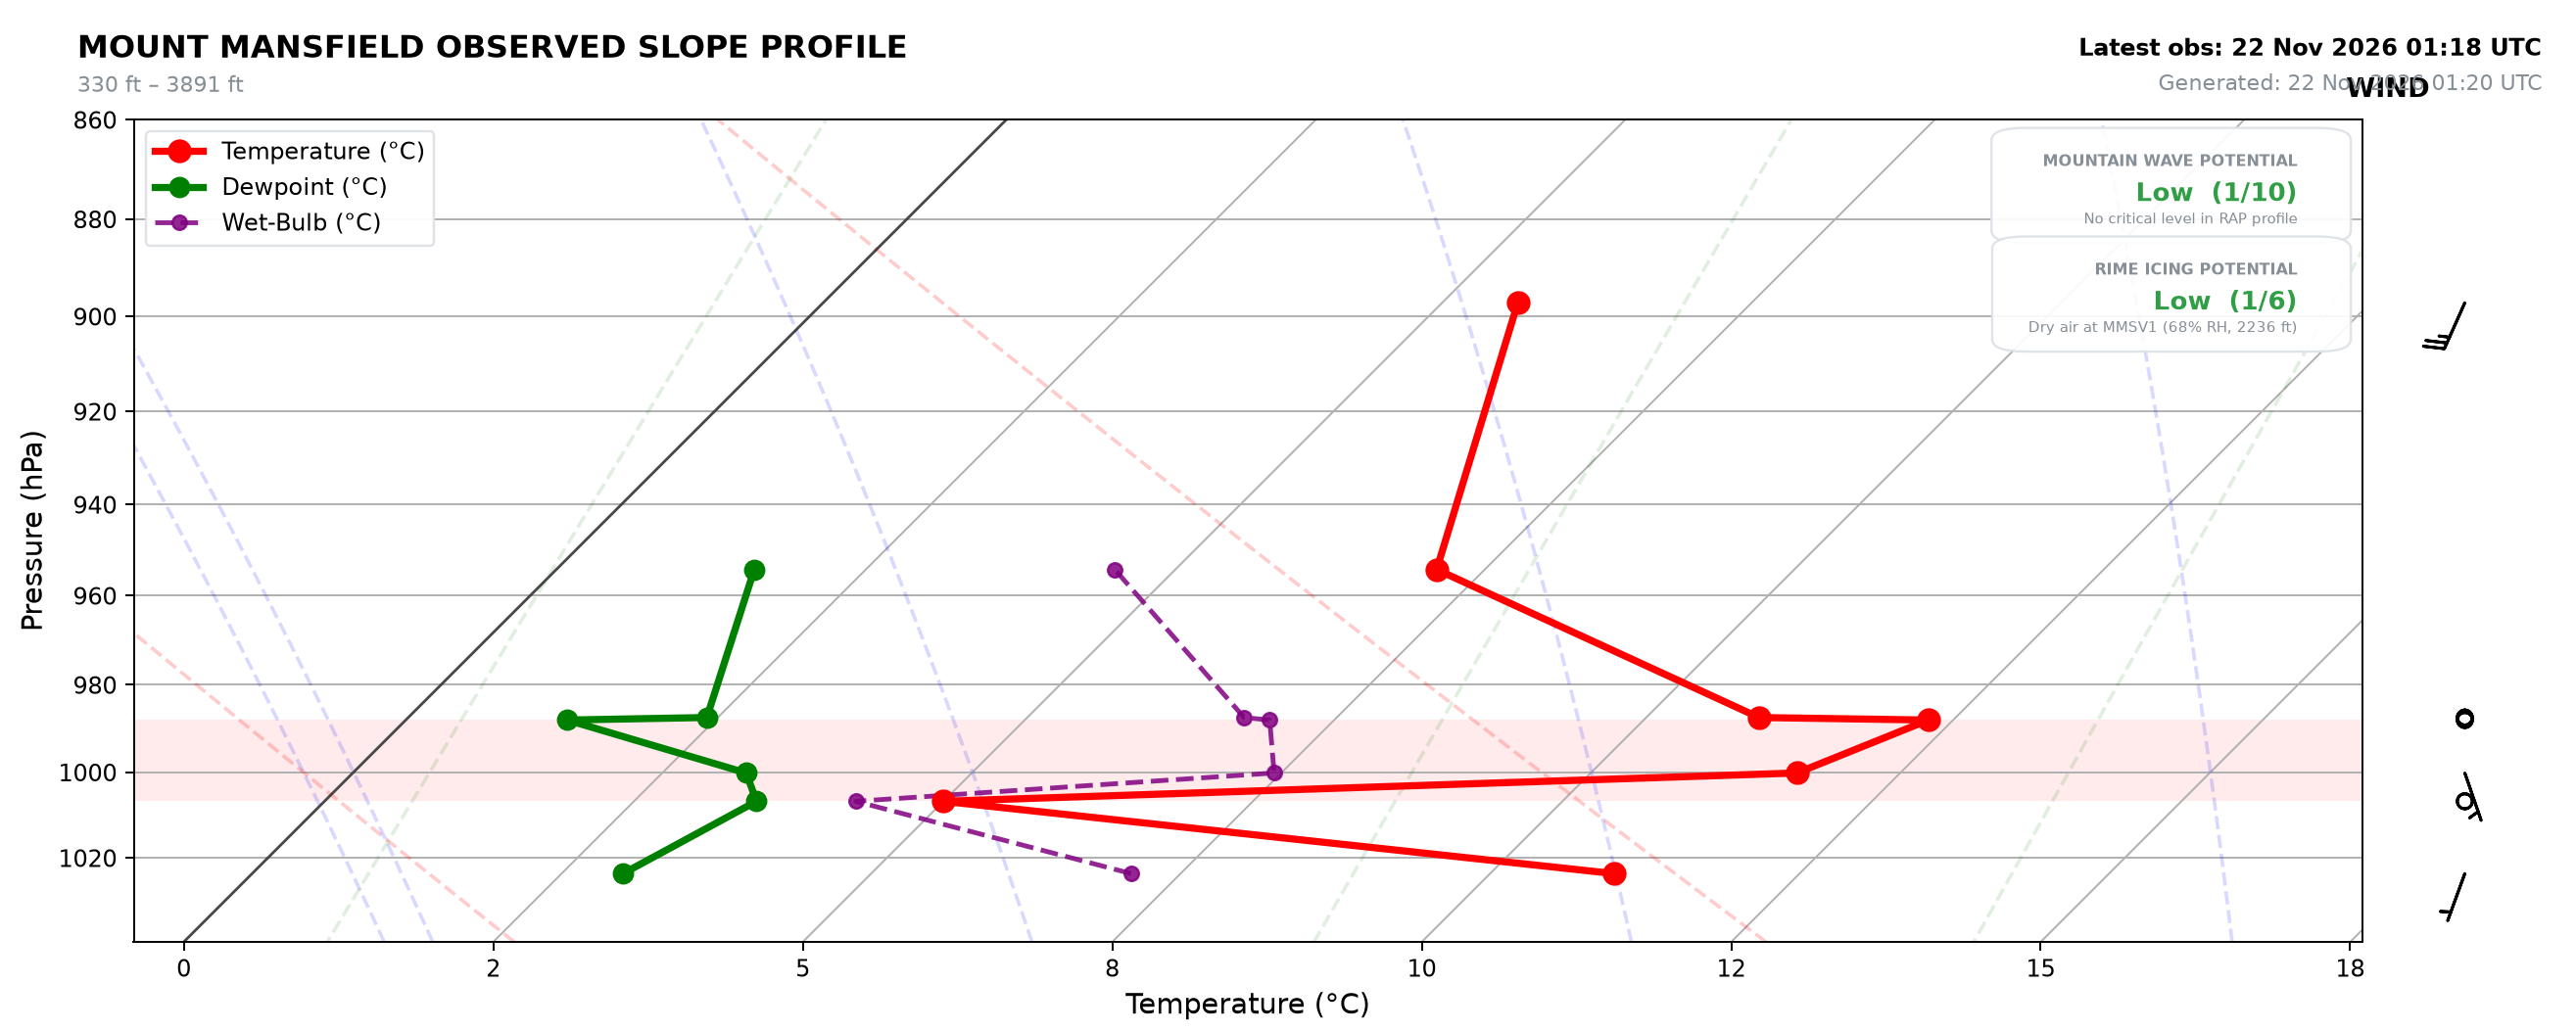 MOUNT MANSFIELD OBSERVED SLOPE PROFILE
330 ft – 3891 ft
Latest obs: 22 Nov 2026 01:18 UTC
Generated: 22 Nov 2026 01:20 UTC
WIND
Temperature (°C)
Dewpoint (°C)
Wet-Bulb (°C)
MOUNTAIN WAVE POTENTIAL
Low (1/10)
No critical level in RAP profile
RIME ICING POTENTIAL
Low (1/6)
Dry air at MMSV1 (68% RH, 2236 ft)
Pressure (hPa)
860
880
900
920
940
960
980
1000
1020
0 2 5 8 10 12 15 18
Temperature (°C)